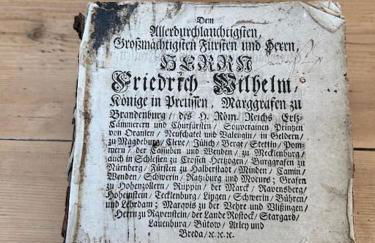 Dem
Allerdurchlauchtigsten,
Großmächtigsten Fürsten und Herrn,
HERRN
Friedrich Wilhelm,
Könige in Preussen, Marggrafen zu
Brandenburg, des H. Röm. Reichs Ertz-
Cämmerern und Churfürsten, Souverainen Prinzen
von Oranien, Neufchatel und Valengin, in Geldern,
zu Magdeburg, Cleve, Jülich, Berge, Stettin, Pom-
mern, der Cassuben und Wenden, zu Mecklenburg,
auch in Schlesien zu Crossen Hertzogen, Burggrafen zu
Nürnberg, Fürsten zu Halberstadt, Minden, Camin,
Wenden, Schwerin, Ratzeburg und Moeurs, Grafen
zu Hohenzollern, Ruppin, der Marck, Ravensberg,
Hohenstein, Tecklenburg, Lingen, Schwerin, Bühren
und Lehrdam, Marquis zu der Vehre und Vlißingen,
Herrn zu Ravenstein, der Lande Rostock, Stargard,
Lauenburg, Bütow, Arley und
Breda, x. x. x.